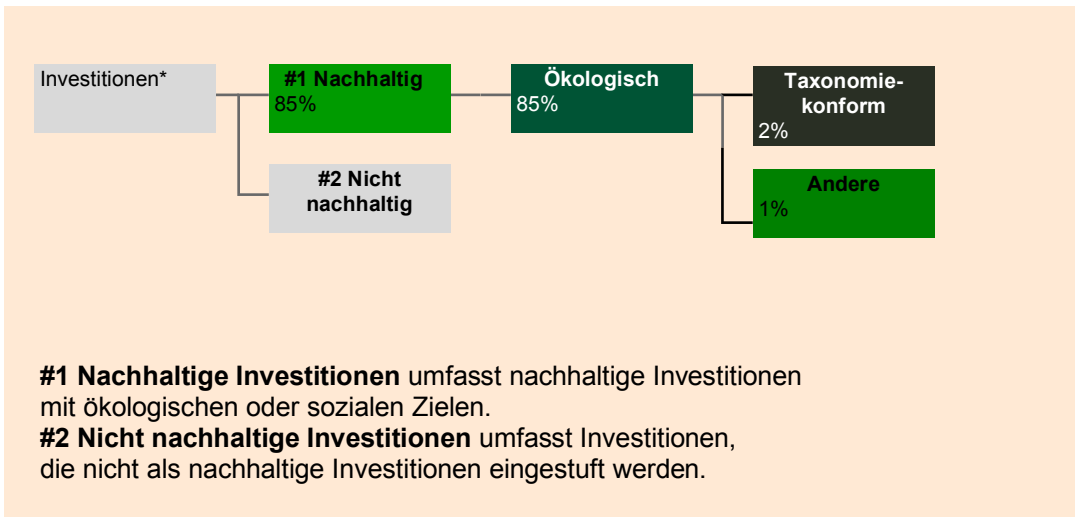 Investitionen*
#1 Nachhaltig
85%
Ökologisch
85%
Taxonomie-
konform
2%
#2 Nicht
nachhaltig
Andere
1%
#1 Nachhaltige Investitionen umfasst nachhaltige Investitionen
mit ökologischen oder sozialen Zielen.
#2 Nicht nachhaltige Investitionen umfasst Investitionen,
die nicht als nachhaltige Investitionen eingestuft werden.